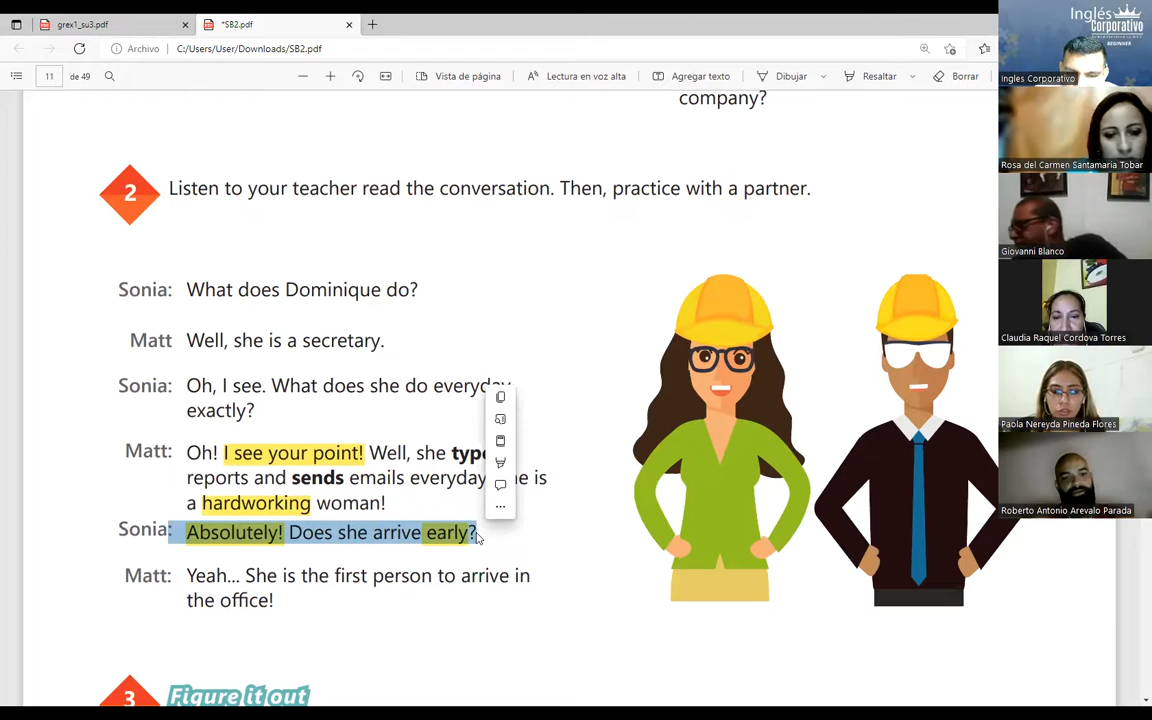 grex1_su3.pdf
*SB2.pdf
Archivo
C:/Users/User/Downloads/SB2.pdf
11
de 49
Vista de página
Lectura en voz alta
Agregar texto
Dibujar
Resaltar
Borrar
company?
2
Listen to your teacher read the conversation. Then, practice with a partner.
Sonia: What does Dominique do?
Matt Well, she is a secretary.
Sonia: Oh, I see. What does she do everyday
exactly?
Matt: Oh! I see your point! Well, she type
reports and sends emails everyday
is
a hardworking woman!
Sonia: Absolutely! Does she arrive early?
Matt: Yeah... She is the first person to arrive in
the office!
3
Figure it out
Inglés
Corporativo
BEGINNER
Ingles Corporativo
Rosa del Carmen Santamaria Tobar
Giovanni Blanco
Claudia Raquel Cordova Torres
Paola Nereyda Pineda Flores
Roberto Antonio Arevalo Parada